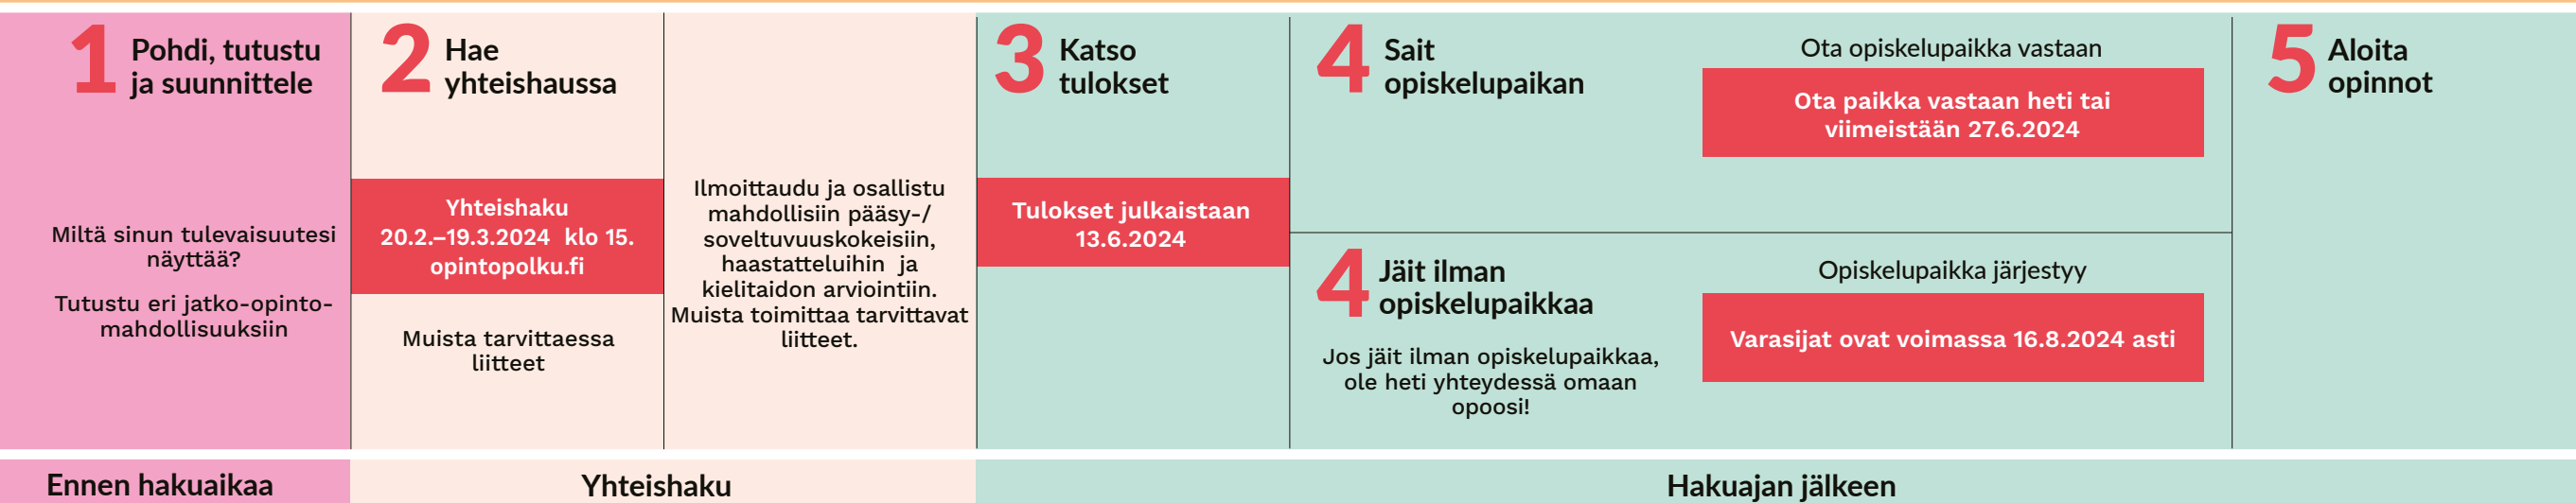 1 Pohdi, tutustu
ja suunnittele
Miltä sinun tulevaisuutesi
näyttää?
Tutustu eri jatko-opinto-
mahdollisuuksiin
2 Hae
yhteishaussa
Yhteishaku
20.2.–19.3.2024 klo 15.
opintopolku.fi
Muista tarvittaessa
liitteet
Ilmoittaudu ja osallistu
mahdollisiin pääsy-/
soveltuvuuskokeisiin,
haastatteluihin ja
kielitaidon arviointiin.
Muista toimittaa tarvittavat
liitteet.
3 Katso
tulokset
Tulokset julkaistaan
13.6.2024
4 Sait
opiskelupaikan
Ota opiskelupaikka vastaan
Ota paikka vastaan heti tai
viimeistään 27.6.2024
4 Jäit ilman
opiskelupaikkaa
Jos jäit ilman opiskelupaikkaa,
ole heti yhteydessä omaan
opoosi!
Opiskelupaikka järjestyy
Varasijat ovat voimassa 16.8.2024 asti
5 Aloita
opinnot
Ennen hakuaikaa
Yhteishaku
Hakuajan jälkeen